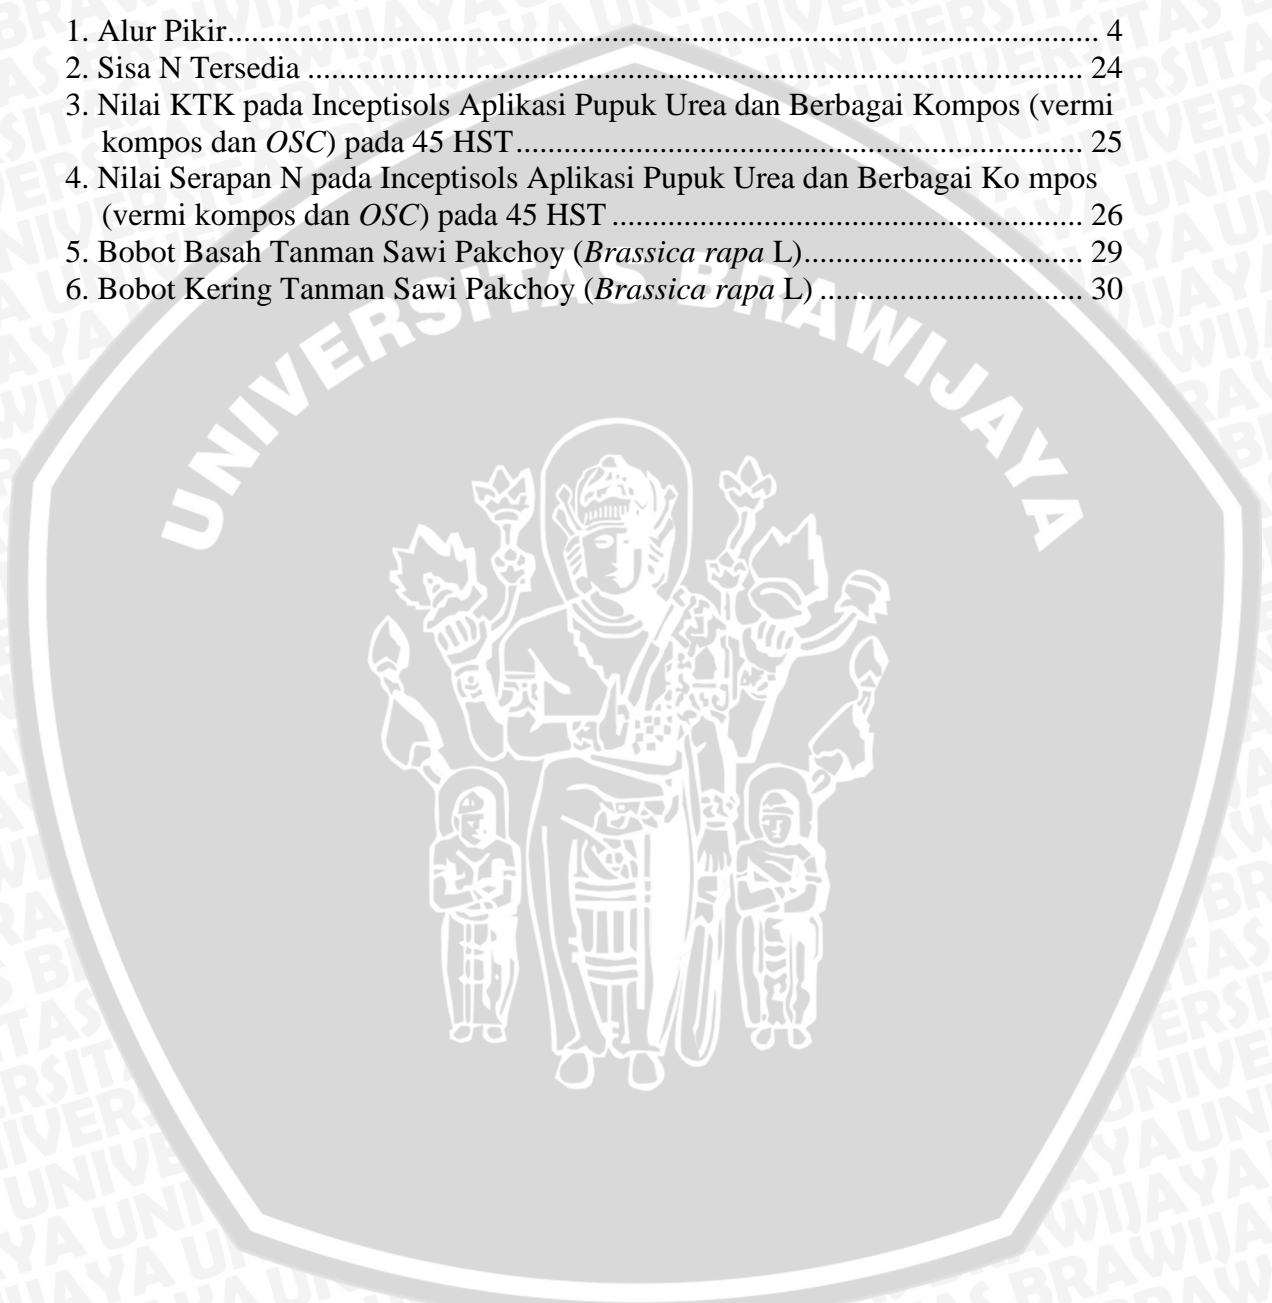 1. Alur Pikir................................................................................................................ 4
2. Sisa N Tersedia .................................................................................................... 24
3. Nilai KTK pada Inceptisols Aplikasi Pupuk Urea dan Berbagai Kompos (vermi
kompos dan OSC) pada 45 HST......................................................................... 25
4. Nilai Serapan N pada Inceptisols Aplikasi Pupuk Urea dan Berbagai Ko mpos
(vermi kompos dan OSC) pada 45 HST ............................................................. 26
5. Bobot Basah Tanman Sawi Pakchoy (Brassica rapa L).................................... 29
6. Bobot Kering Tanman Sawi Pakchoy (Brassica rapa L) .................................. 30
UNIVERSITAS BRAWIJAYA